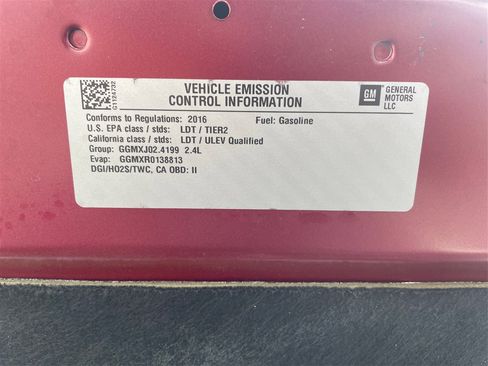 G1124732
VEHICLE EMISSION
CONTROL INFORMATION
GM
GENERAL
MOTORS
LLC
Conforms to Regulations: 2016 Fuel: Gasoline
U.S. EPA class / stds: LDT / TIER2
California class / stds: LDT / ULEV Qualified
Group: GGMXJ02.4199 2.4L
Evap: GGMXR0138813
DGI/HO2S/TWC, CA OBD: II